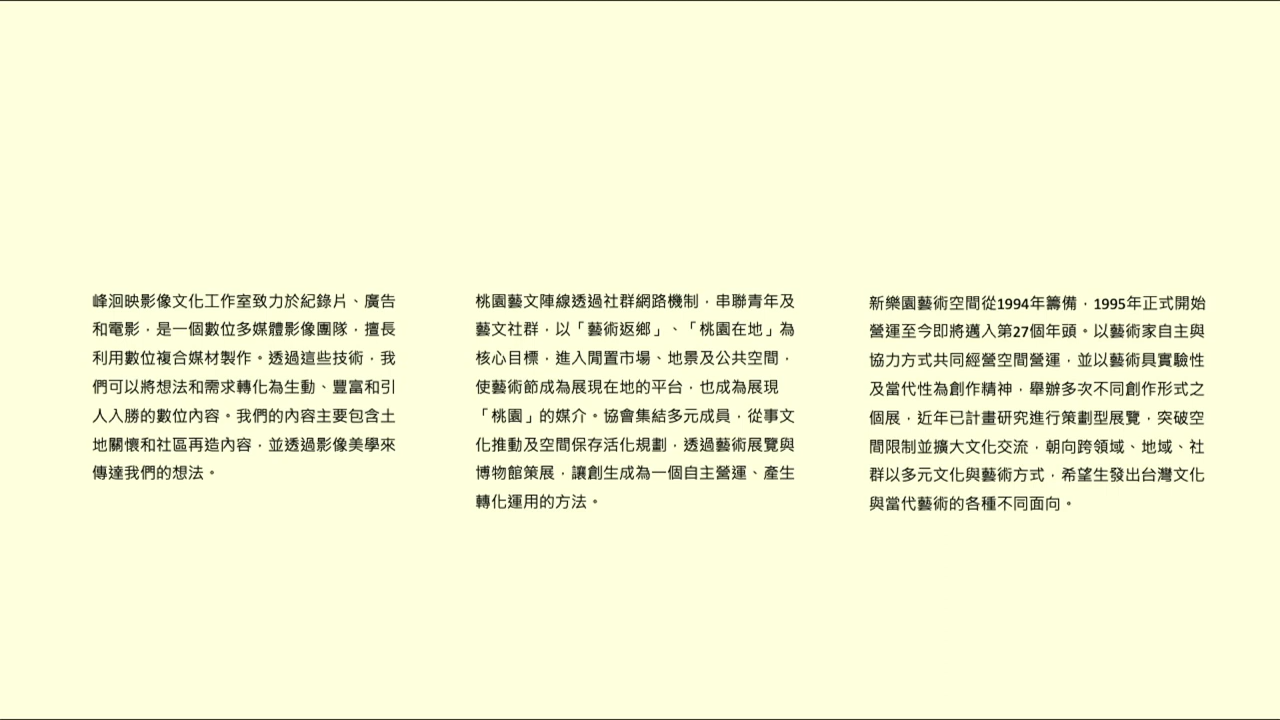 峰洄映影像文化工作室致力於紀錄片、廣告
和電影，是一個數位多媒體影像團隊，擅長
利用數位複合媒材製作。透過這些技術，我
們可以將想法和需求轉化為生動、豐富和引
人入勝的數位內容。我們的內容主要包含土
地關懷和社區再造內容，並透過影像美學來
傳達我們的想法。
桃園藝文陣線透過社群網路機制，串聯青年及
藝文社群，以「藝術返鄉」、「桃園在地」為
核心目標，進入閒置市場、地景及公共空間，
使藝術節成為展現在地的平台，也成為展現
「桃園」的媒介。協會集結多元成員，從事文
化推動及空間保存活化規劃，透過藝術展覽與
博物館策展，讓創生成為一個自主營運、產生
轉化運用的方法。
新樂園藝術空間從1994年籌備，1995年正式開始
營運至今即將邁入第27個年頭。以藝術家自主與
協力方式共同經營空間營運，並以藝術具實驗性
及當代性為創作精神，舉辦多次不同創作形式之
個展，近年已計畫研究進行策劃型展覽，突破空
間限制並擴大文化交流，朝向跨領域、地域、社
群以多元文化與藝術方式，希望生發出台灣文化
與當代藝術的各種不同面向。